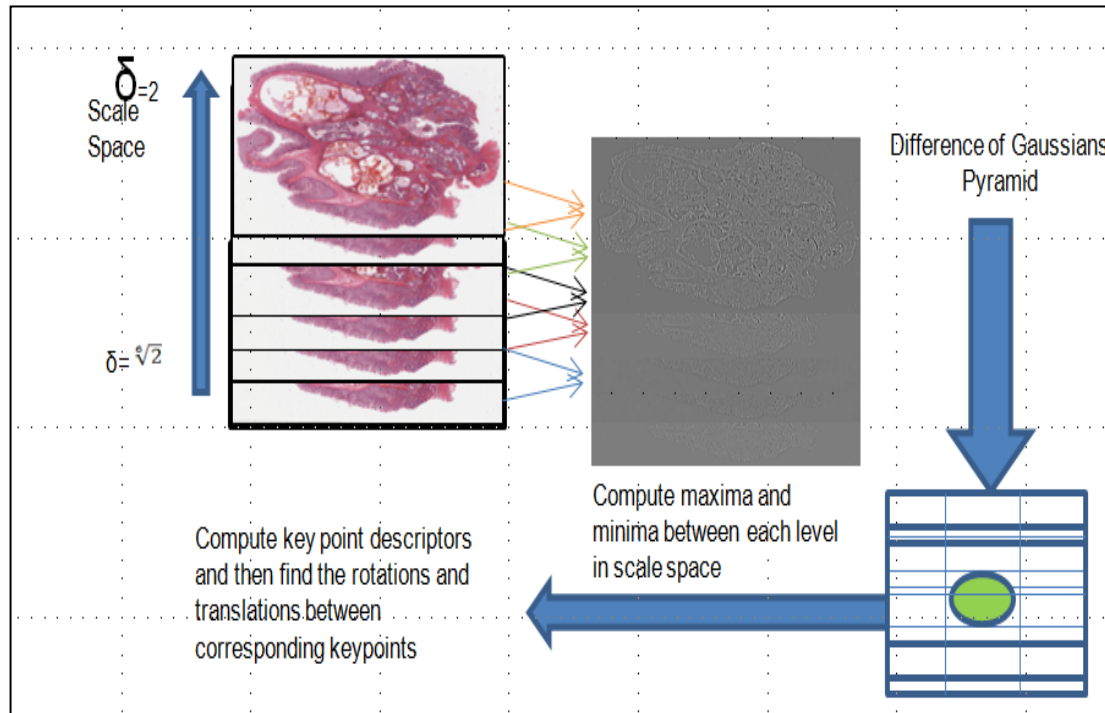 δ=2
Scale
Space
δ= ⁶√2
Difference of Gaussians
Pyramid
Compute maxima and
minima between each level
in scale space
Compute key point descriptors
and then find the rotations and
translations between
corresponding keypoints